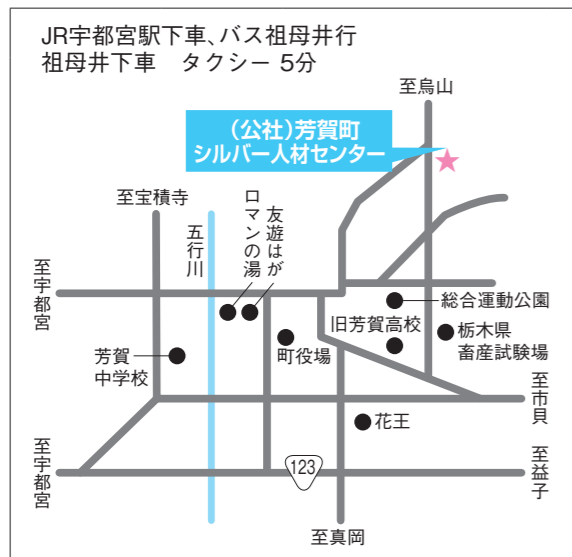 JR宇都宮駅下車、バス祖母井行
祖母井下車　タクシー 5分
至烏山
（公社）芳賀町
シルバー人材センター
至宝積寺
五行川
ロマンの湯
友遊はが
至宇都宮
総合運動公園
旧芳賀高校
栃木県
畜産試験場
町役場
芳賀
中学校
至市貝
花王
至宇都宮
123
至益子
至真岡